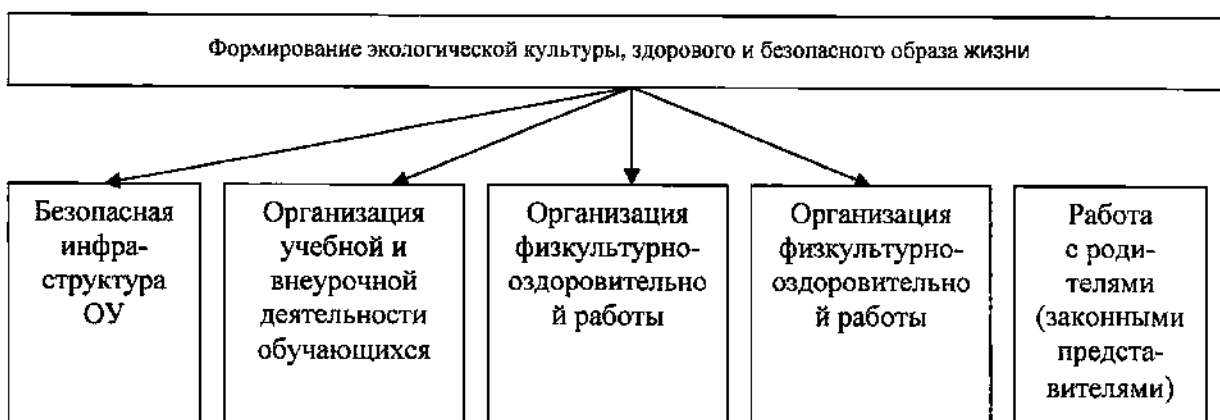 Формирование экологической культуры, здорового и безопасного образа жизни
Безопасная
инфра-
структура
ОУ
Организация
учебной и
внеурочной
деятельности
обучающихся
Организация
физкультурно-
оздоровительно
й работы
Организация
физкультурно-
оздоровительно
й работы
Работа
с роди-
телями
(законными
предста-
вителями)